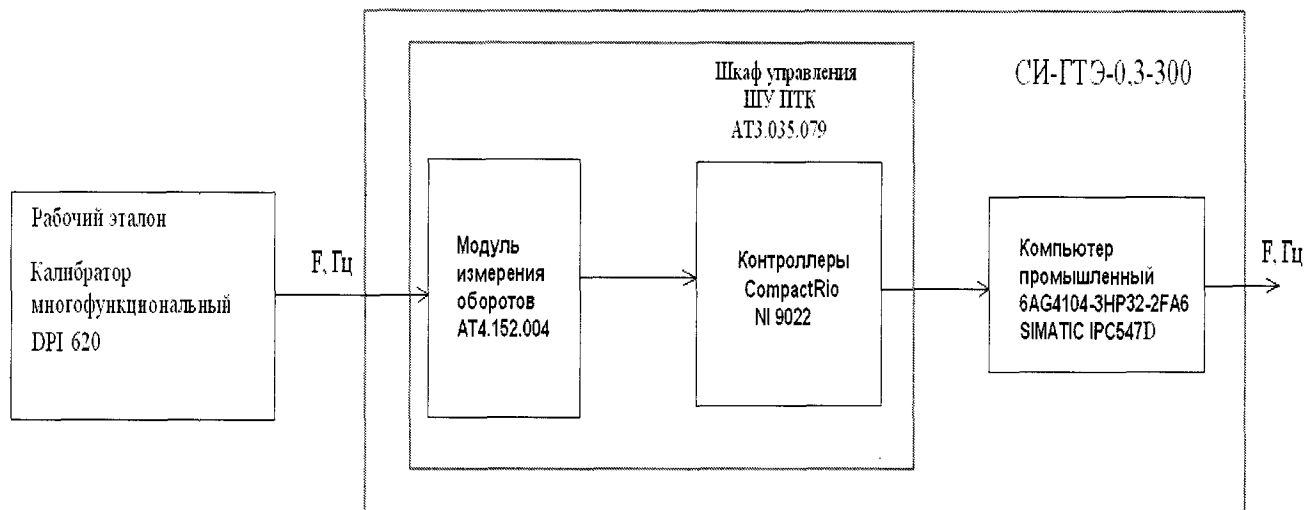 СИ-ГТЭ-0,3-300
Шкаф управления
ШУ ПТК
АТ3.035.079
Рабочий эталон
Калибратор
многофункциональный
DPI 620
F, Гц
Модуль
измерения
оборотов
АТ4.152.004
Контроллеры
CompactRio
NI 9022
Компьютер
промышленный
6AG4104-3HP32-2FA6
SIMATIC IPC547D
F, Гц